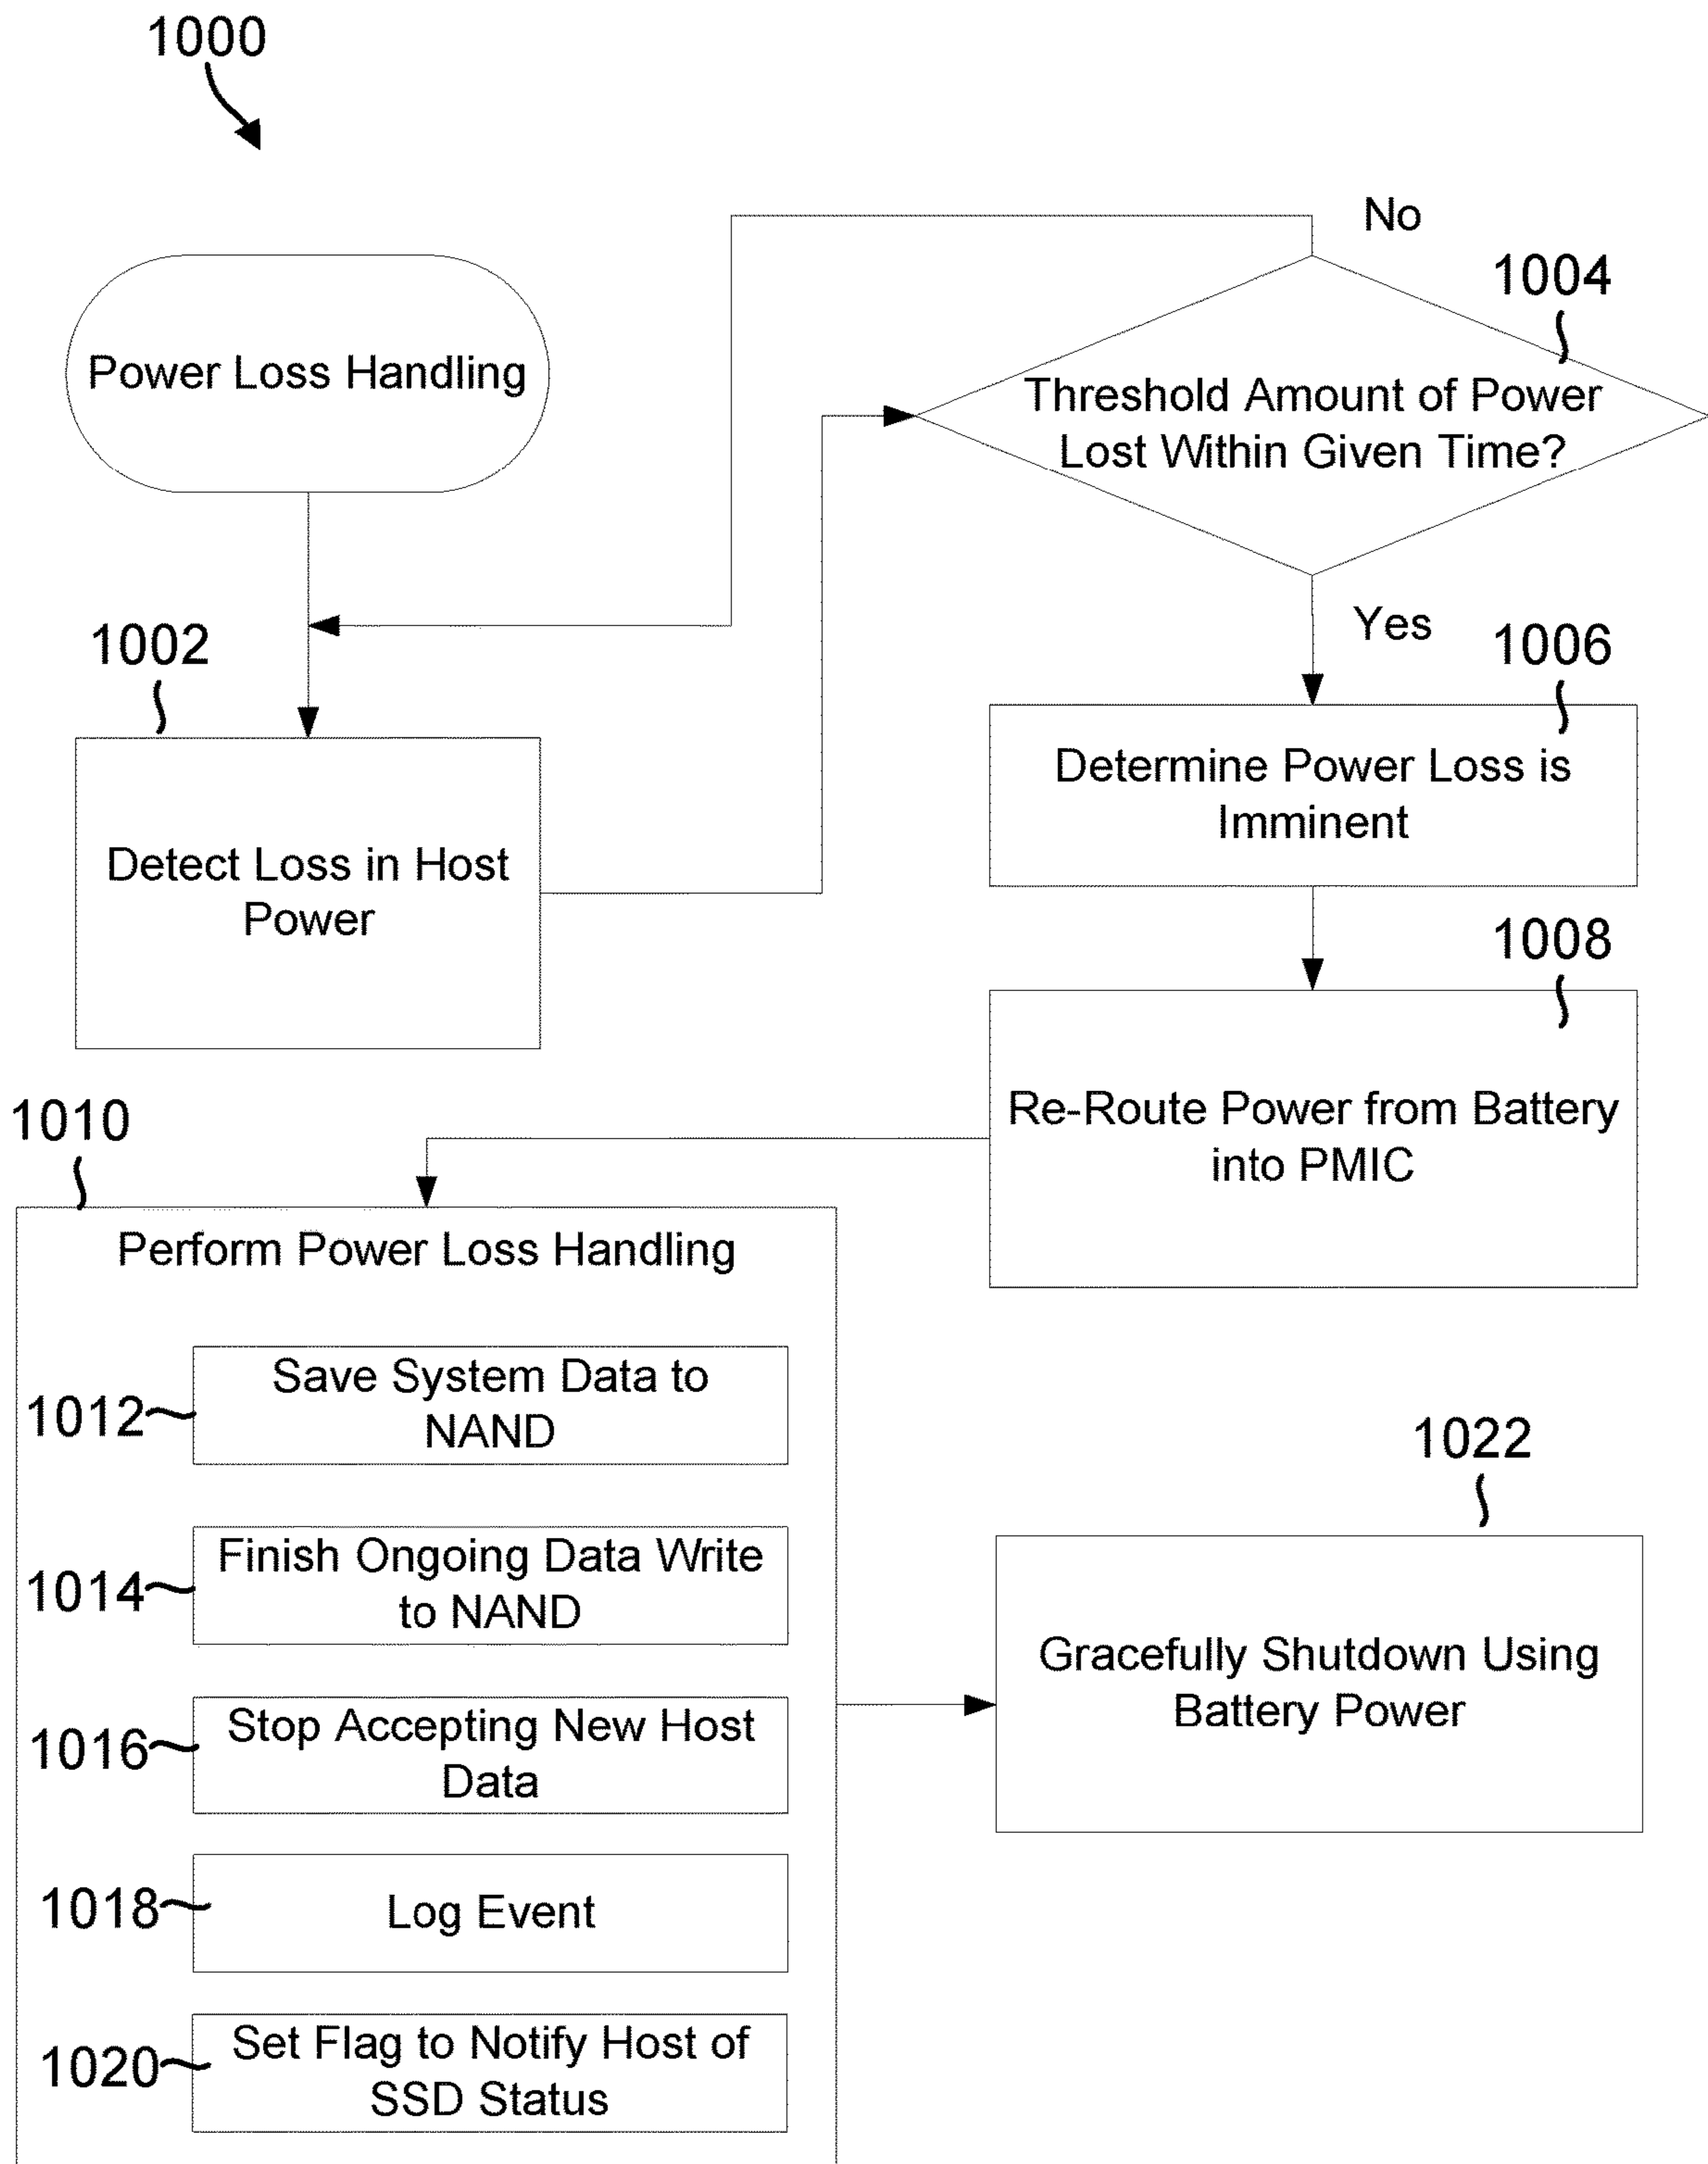 1000
Power Loss Handling
No
1004
Threshold Amount of Power
Lost Within Given Time?
Yes
1002
Detect Loss in Host
Power
1006
Determine Power Loss is
Imminent
1008
Re-Route Power from Battery
into PMIC
1010
Perform Power Loss Handling
1012
Save System Data to
NAND
1014
Finish Ongoing Data Write
to NAND
1016
Stop Accepting New Host
Data
1018
Log Event
1020
Set Flag to Notify Host of
SSD Status
1022
Gracefully Shutdown Using
Battery Power